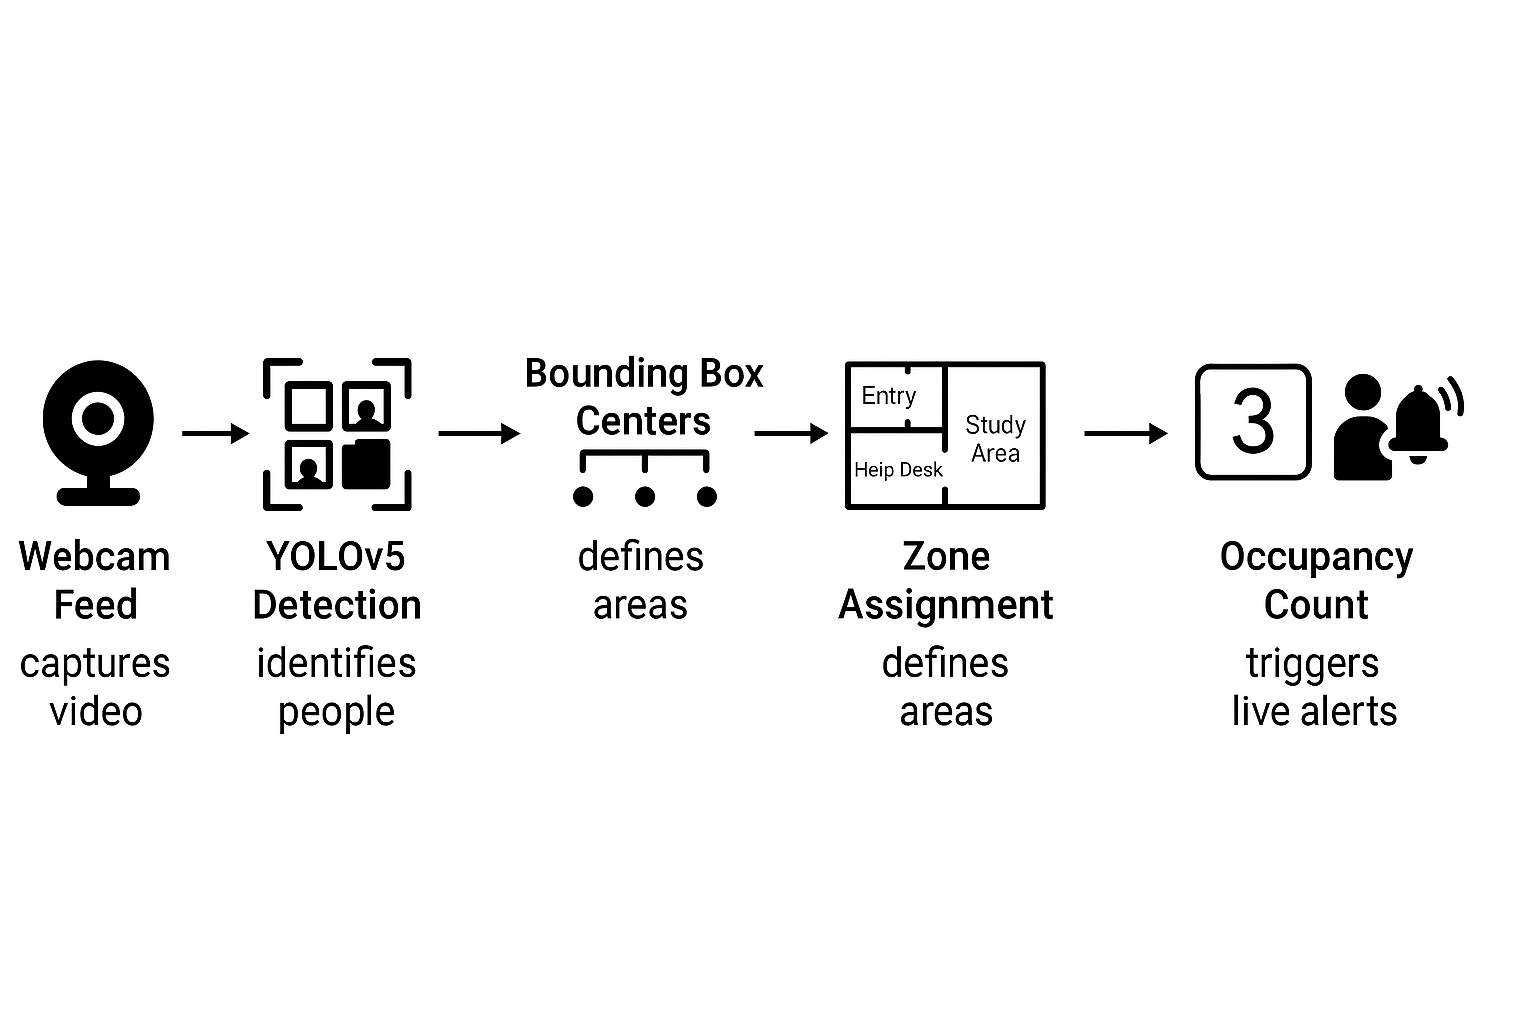 Webcam
Feed
captures
video
YOLOv5
Detection
identifies
people
Bounding Box
Centers
defines
areas
Entry
Help Desk
Study
Area
Zone
Assignment
defines
areas
3
Occupancy
Count
triggers
live alerts